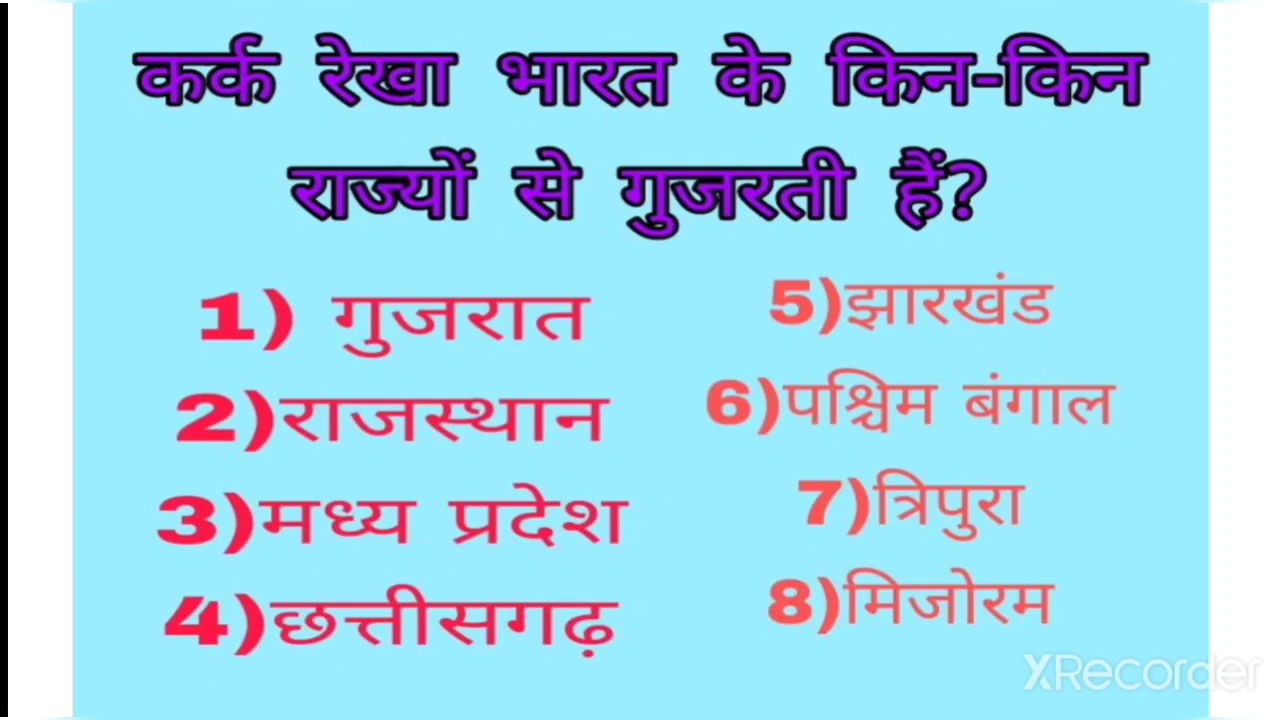 कर्क रेखा भारत के किन-किन
राज्यों से गुजरती हैं?
1) गुजरात
2)राजस्थान
3)मध्य प्रदेश
4)छत्तीसगढ़
5)झारखंड
6)पश्चिम बंगाल
7)त्रिपुरा
8)मिजोरम
XRecorder